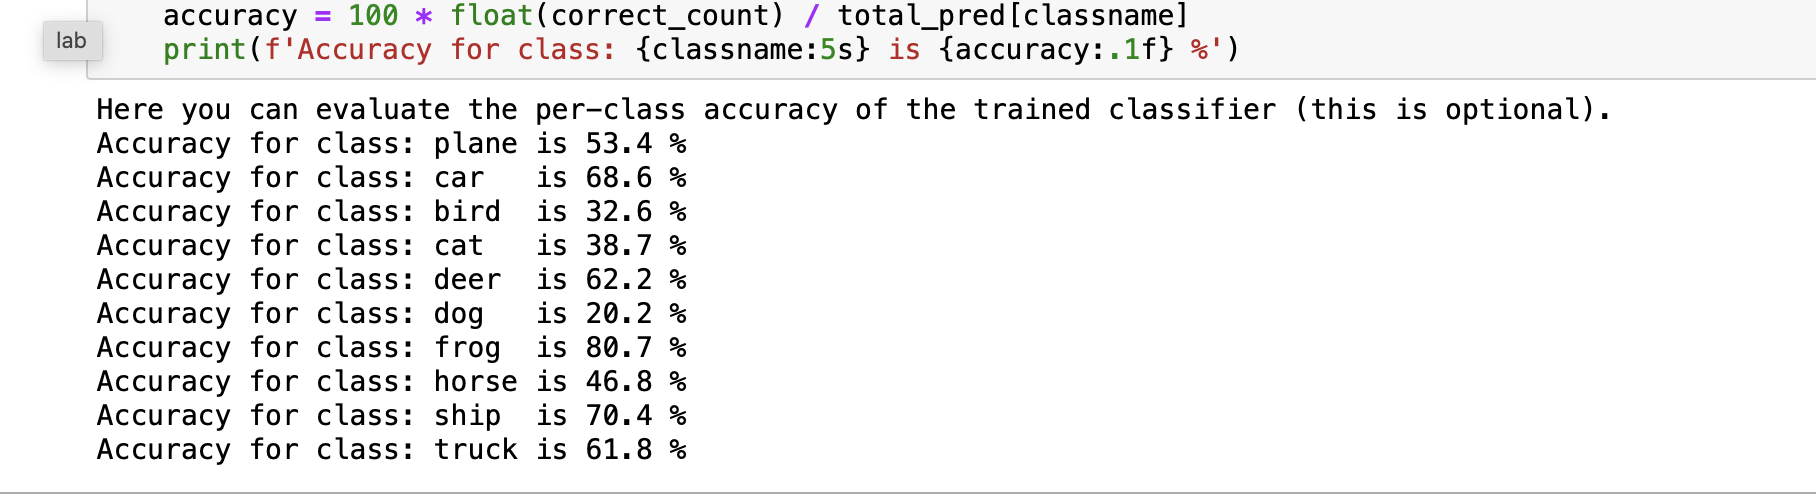 accuracy = 100 * float(correct_count) / total_pred[classname]
lab
print(f'Accuracy for class: {classname:5s} is {accuracy:.1f} %')
Here you can evaluate the per-class accuracy of the trained classifier (this is optional).
Accuracy for class: plane is 53.4 %
Accuracy for class: car   is 68.6 %
Accuracy for class: bird  is 32.6 %
Accuracy for class: cat   is 38.7 %
Accuracy for class: deer  is 62.2 %
Accuracy for class: dog   is 20.2 %
Accuracy for class: frog  is 80.7 %
Accuracy for class: horse is 46.8 %
Accuracy for class: ship  is 70.4 %
Accuracy for class: truck is 61.8 %